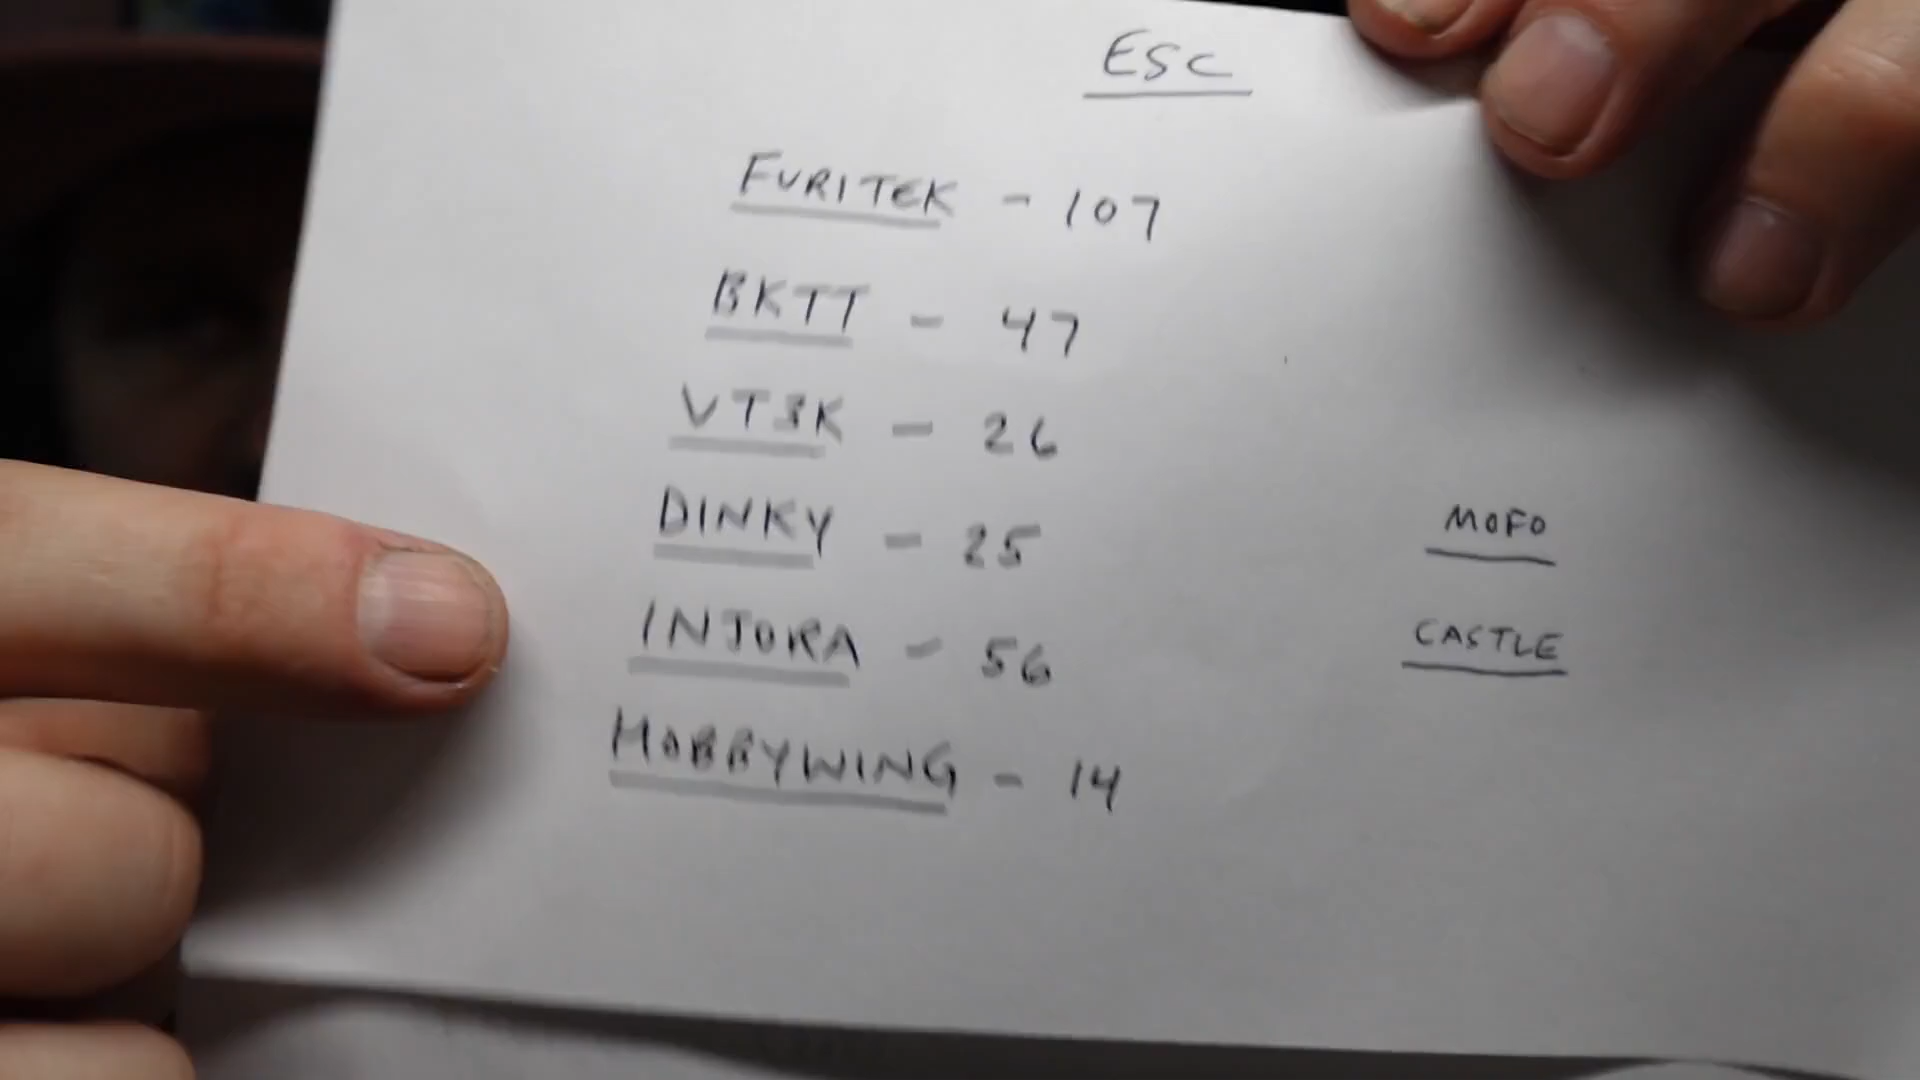 ESC
FURITEK - 107
BKTT - 47
VT3K - 26
DINKY - 25
MOFO
INJORA - 56
CASTLE
HOBBYWING - 14